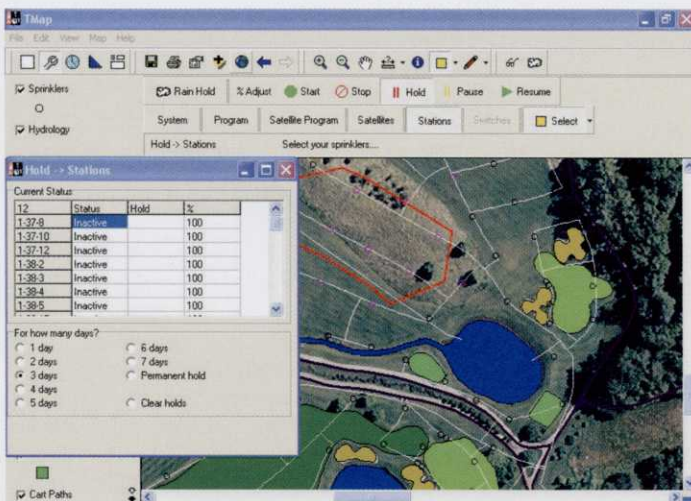 TMap
File Edit View Map Help
Sprinklers
Hydrology
Rain Hold % Adjust Start Stop Hold Pause Resume
System Program Satellite Program Satellites Stations Switches Select
Hold -> Stations Select your sprinklers....
Hold -> Stations
Current Status
12 Status Hold %
1-37-8 Inactive 100
1-37-10 Inactive 100
1-37-12 Inactive 100
1-38-2 Inactive 100
1-38-3 Inactive 100
1-38-4 Inactive 100
1-38-5 Inactive 100
For how many days?
1 day 6 days
2 days 7 days
3 days Permanent hold
4 days
5 days Clear holds
Cart Paths